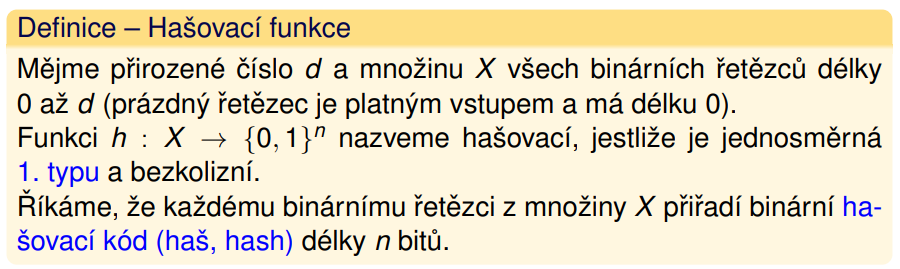 Definice – Hašovací funkce
Mějme přirozené číslo d a množinu X všech binárních řetězců délky
0 až d (prázdný řetězec je platným vstupem a má délku 0).
Funkci h : X → {0, 1}ⁿ nazveme hašovací, jestliže je jednosměrná
1. typu a bezkolizní.
Říkáme, že každému binárnímu řetězci z množiny X přiřadí binární ha-
šovací kód (haš, hash) délky n bitů.